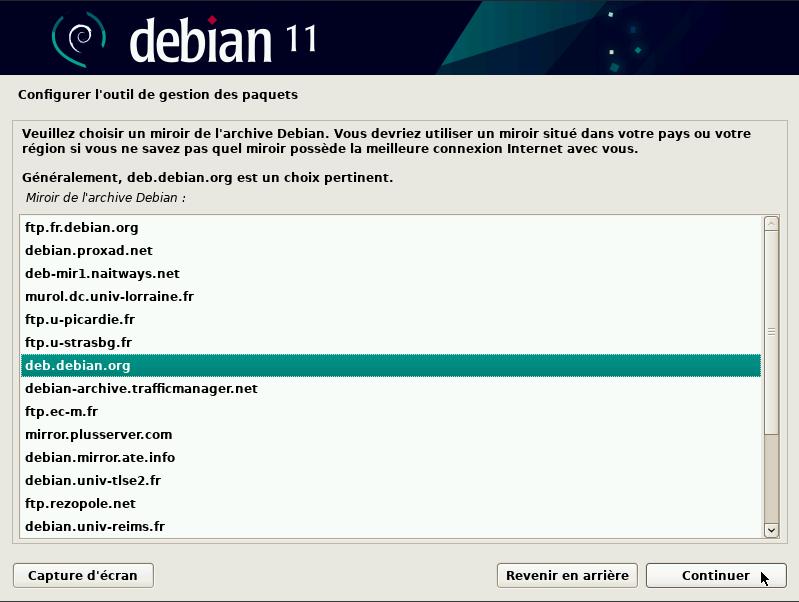 debian 11
Configurer l'outil de gestion des paquets
Veuillez choisir un miroir de l'archive Debian. Vous devriez utiliser un miroir situé dans votre pays ou votre
région si vous ne savez pas quel miroir possède la meilleure connexion Internet avec vous.
Généralement, deb.debian.org est un choix pertinent.
Miroir de l'archive Debian :
ftp.fr.debian.org
debian.proxad.net
deb-mir1.naitways.net
murol.dc.univ-lorraine.fr
ftp.u-picardie.fr
ftp.u-strasbg.fr
deb.debian.org
debian-archive.trafficmanager.net
ftp.ec-m.fr
mirror.plusserver.com
debian.mirror.ate.info
debian.univ-tlse2.fr
ftp.rezopole.net
debian.univ-reims.fr
Capture d'écran
Revenir en arrière
Continuer